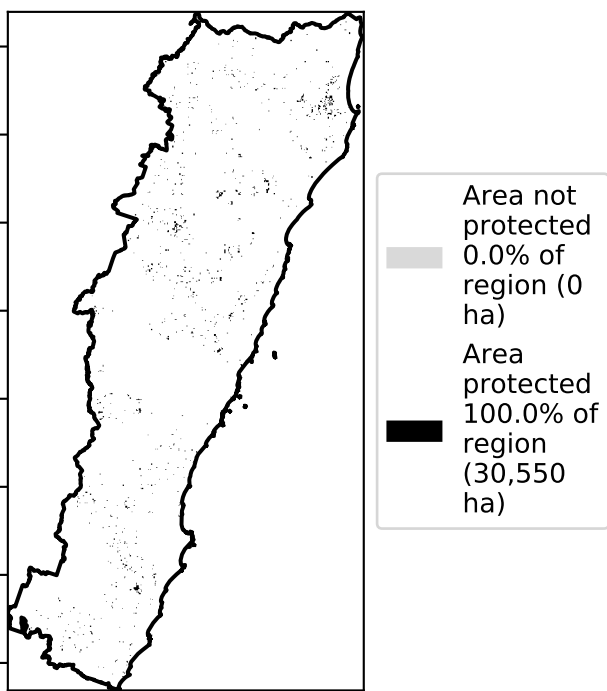 Area not
protected
0.0% of
region (0
ha)
Area
protected
100.0% of
region
(30,550
ha)